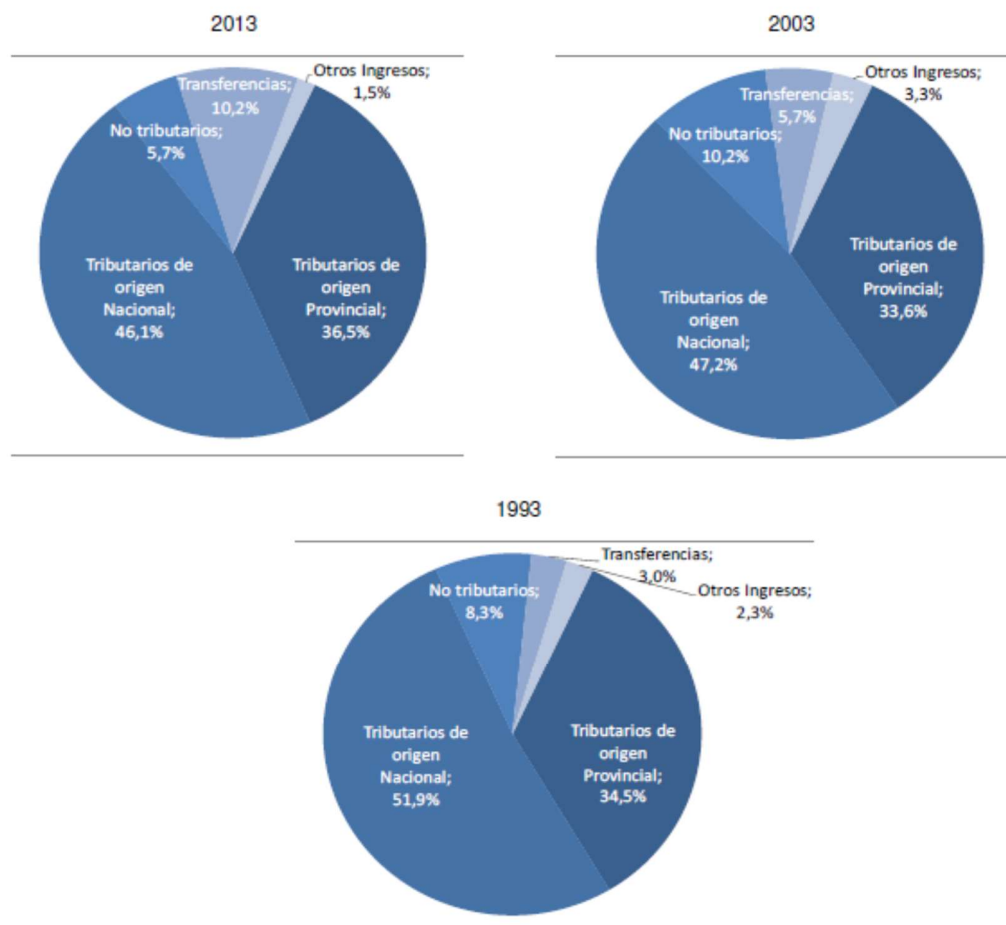 2013
Transferencias;
10,2%
Otros Ingresos;
1,5%
No tributarios;
5,7%
Tributarios de
origen
Nacional;
46,1%
Tributarios de
origen
Provincial;
36,5%
2003
Transferencias;
5,7%
Otros Ingresos;
3,3%
No tributarios;
10,2%
Tributarios de
origen
Nacional;
47,2%
Tributarios de
origen
Provincial;
33,6%
1993
Transferencias;
3,0%
Otros Ingresos;
2,3%
No tributarios;
8,3%
Tributarios de
origen
Nacional;
51,9%
Tributarios de
origen
Provincial;
34,5%